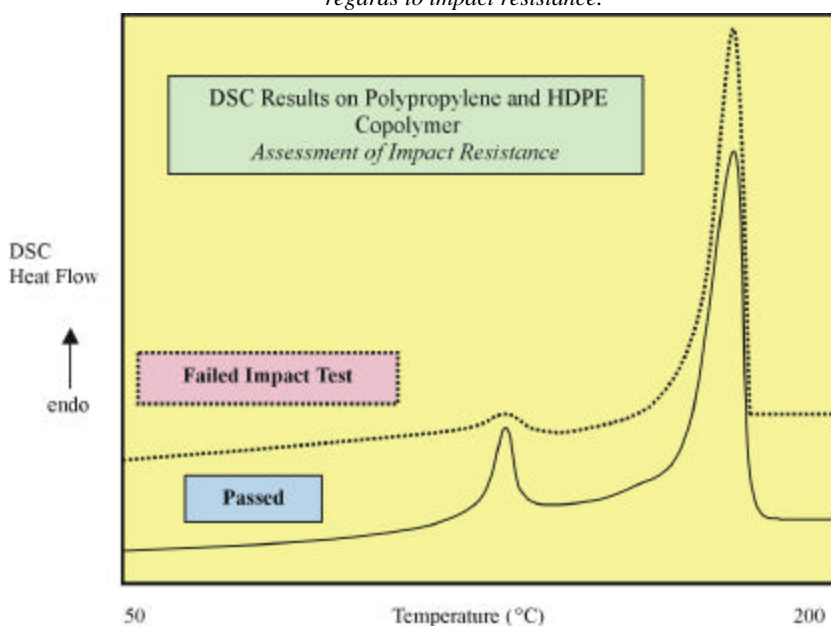 regards to impact resistance.
DSC Results on Polypropylene and HDPE
Copolymer
Assessment of Impact Resistance
DSC
Heat Flow
endo
Failed Impact Test
Passed
50 Temperature (°C) 200